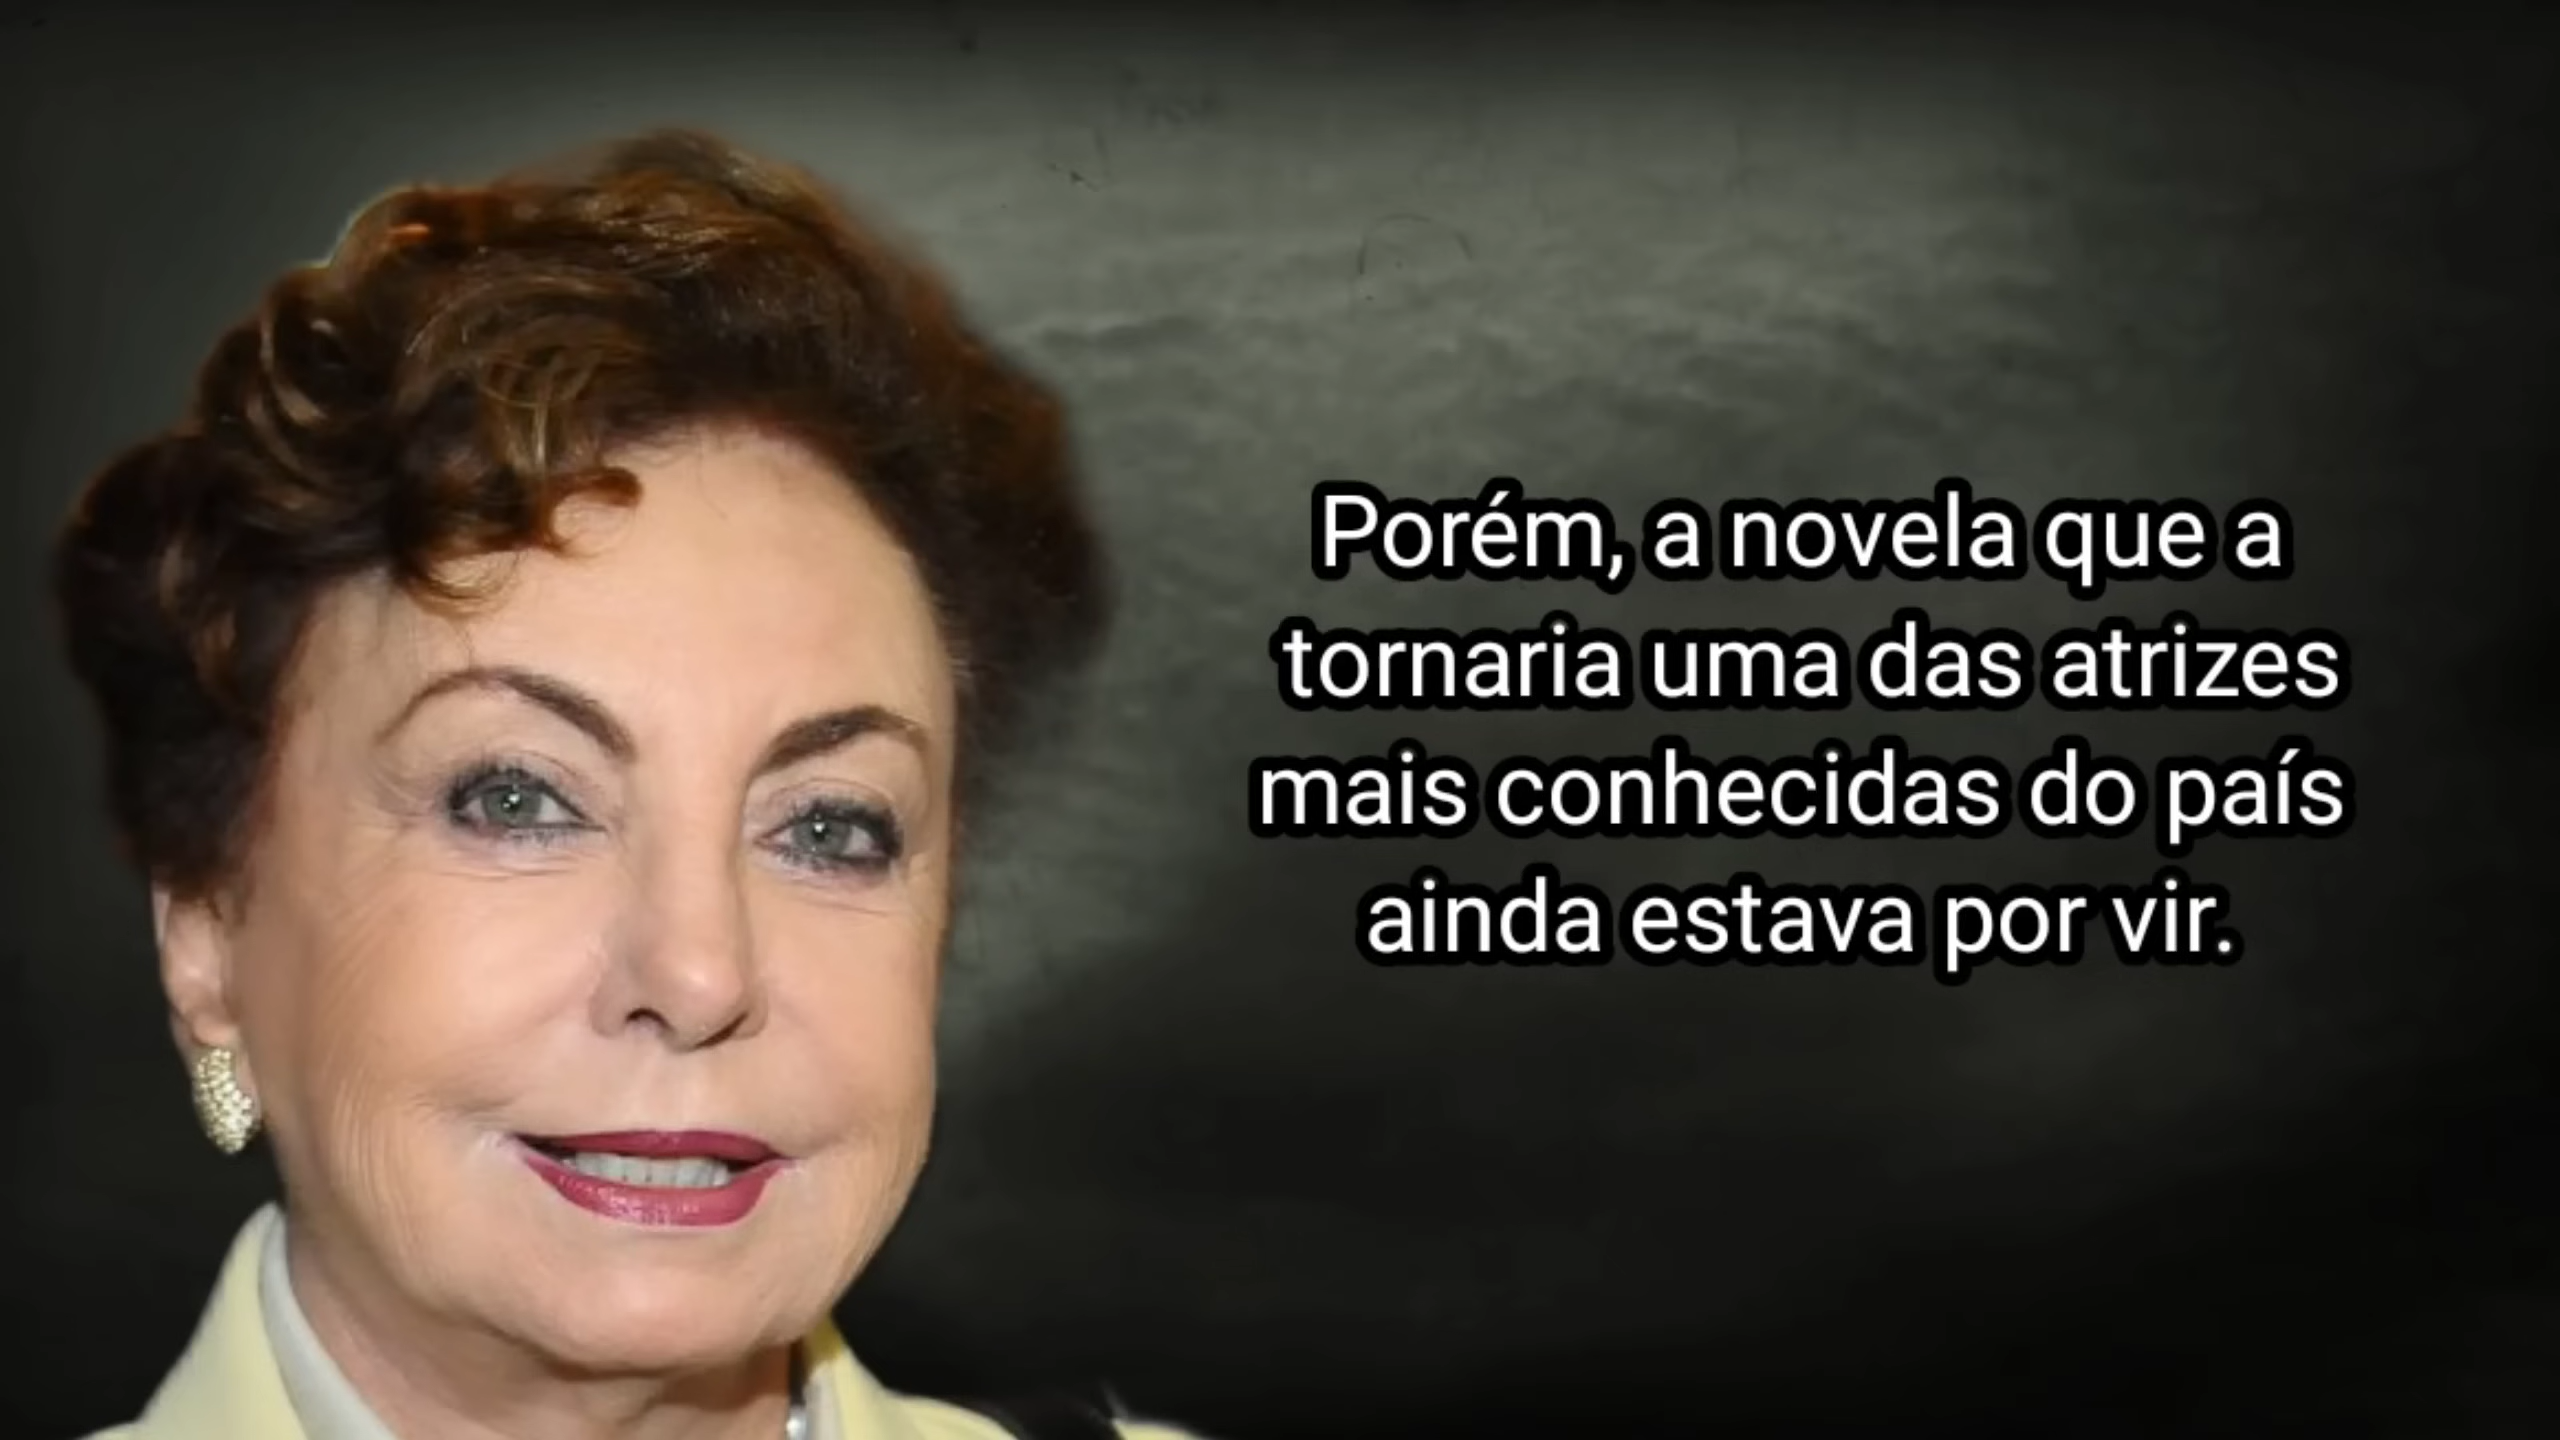 Porém, a novela que a
tornaria uma das atrizes
mais conhecidas do país
ainda estava por vir.